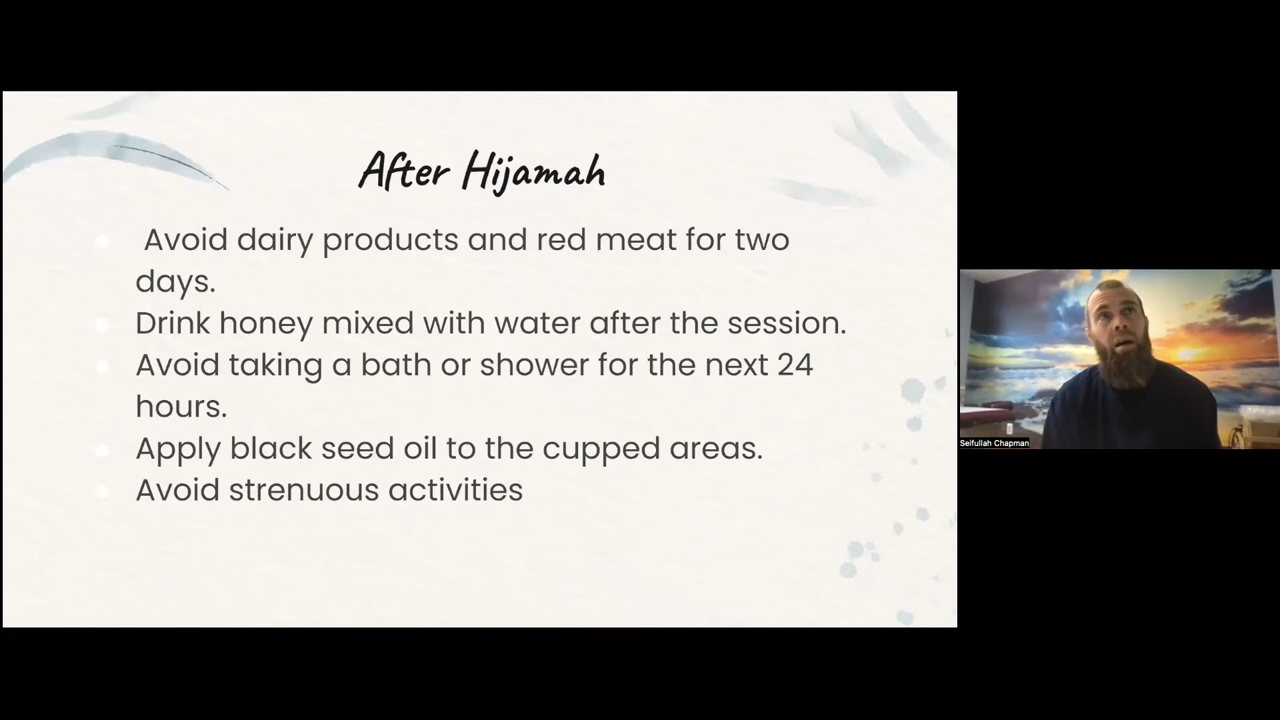 After Hijamah
Avoid dairy products and red meat for two
days.
Drink honey mixed with water after the session.
Avoid taking a bath or shower for the next 24
hours.
Apply black seed oil to the cupped areas.
Avoid strenuous activities
Seifullah Chapman